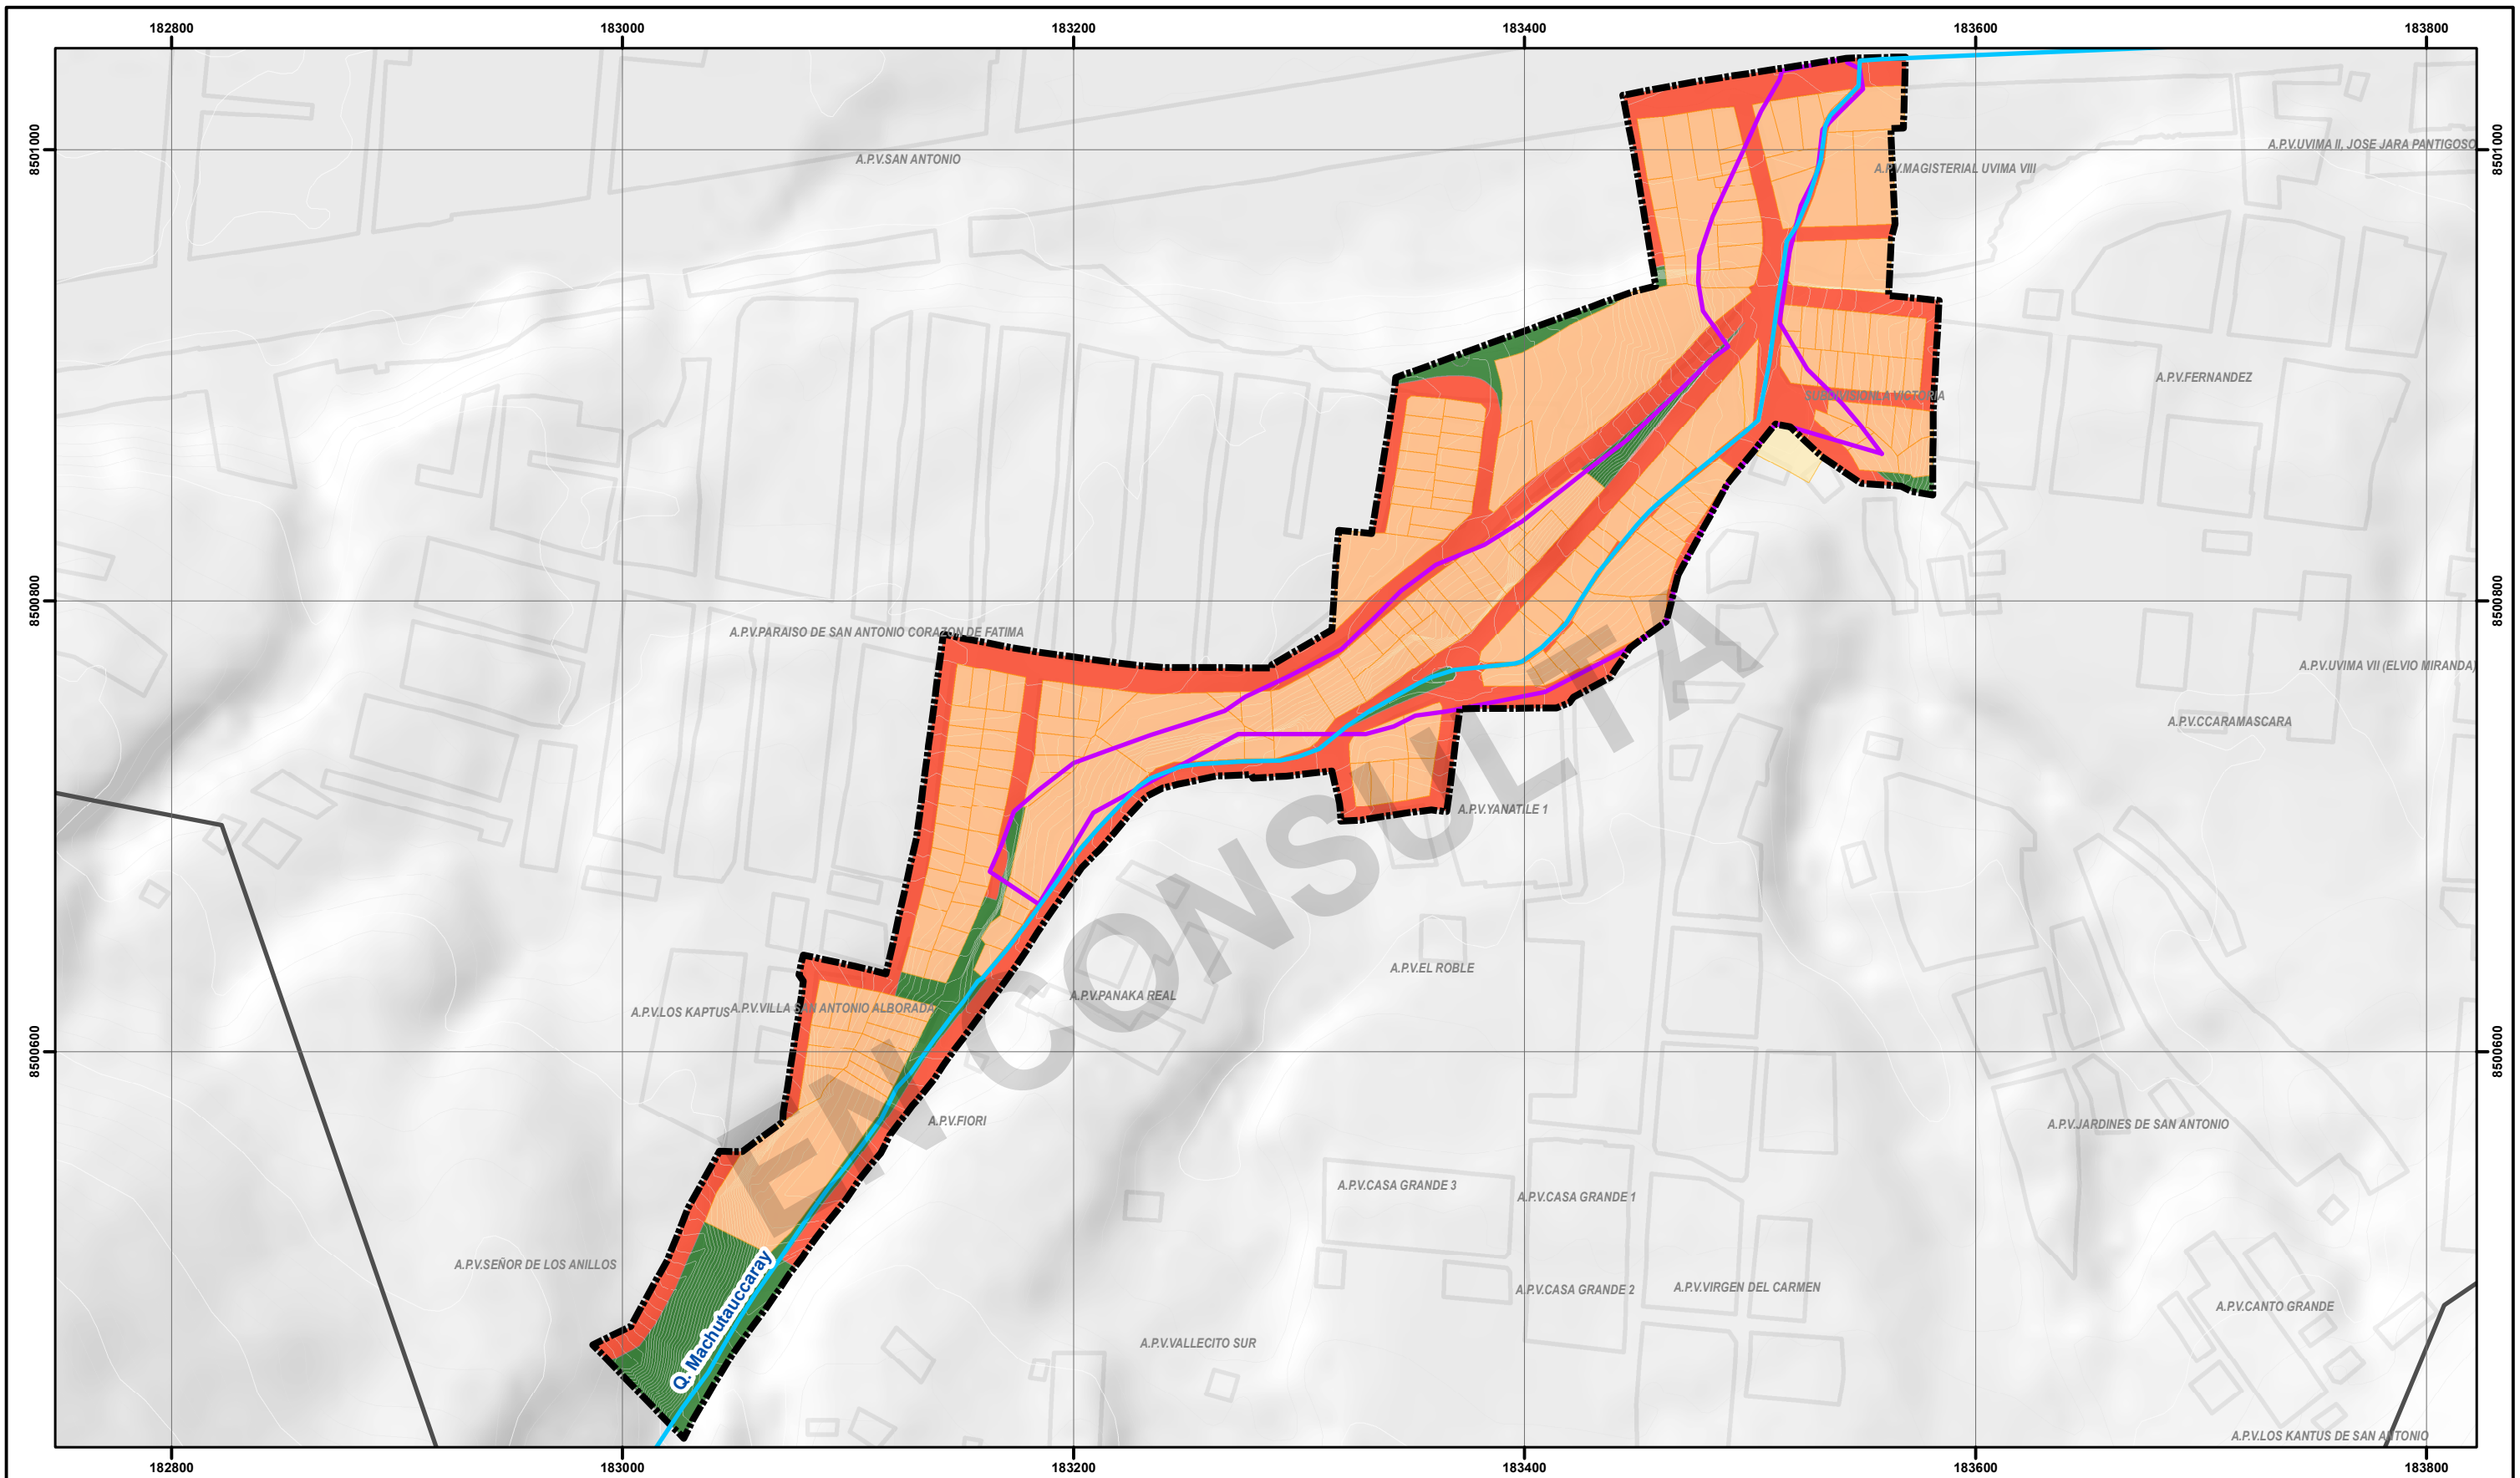 182800 183000 183200 183400 183600 183800
8501000 8501000
A.P.V.UVIMA II, JOSE JARA PANTIGOSO
A.P.V.SAN ANTONIO
A.P.V.MAGISTERIAL UVIMA VIII
A.P.V.FERNANDEZ
SUBDIVISIONLA VICTORIA
8500800 8500800
A.P.V.PARAISO DE SAN ANTONIO CORAZON DE FATIMA
A.P.V.UVIMA VII (ELVIO MIRANDA)
A.P.V.CCARAMASCARA
A.P.V.YANATILE 1
EN CONSULTA
A.P.V.EL ROBLE
A.P.V.PANAKA REAL
A.P.V.LOS KAPTUS
A.P.V.VILLA SAN ANTONIO ALBORADA
8500600 8500600
A.P.V.FIORI
A.P.V.JARDINES DE SAN ANTONIO
A.P.V.CASA GRANDE 3
A.P.V.CASA GRANDE 1
A.P.V.SEÑOR DE LOS ANILLOS
A.P.V.CASA GRANDE 2
A.P.V.VIRGEN DEL CARMEN
A.P.V.CANTO GRANDE
Q. Machutauccaray
A.P.V.VALLECITO SUR
A.P.V.LOS KANTUS DE SAN ANTONIO
182800 183000 183200 183400 183600 183800